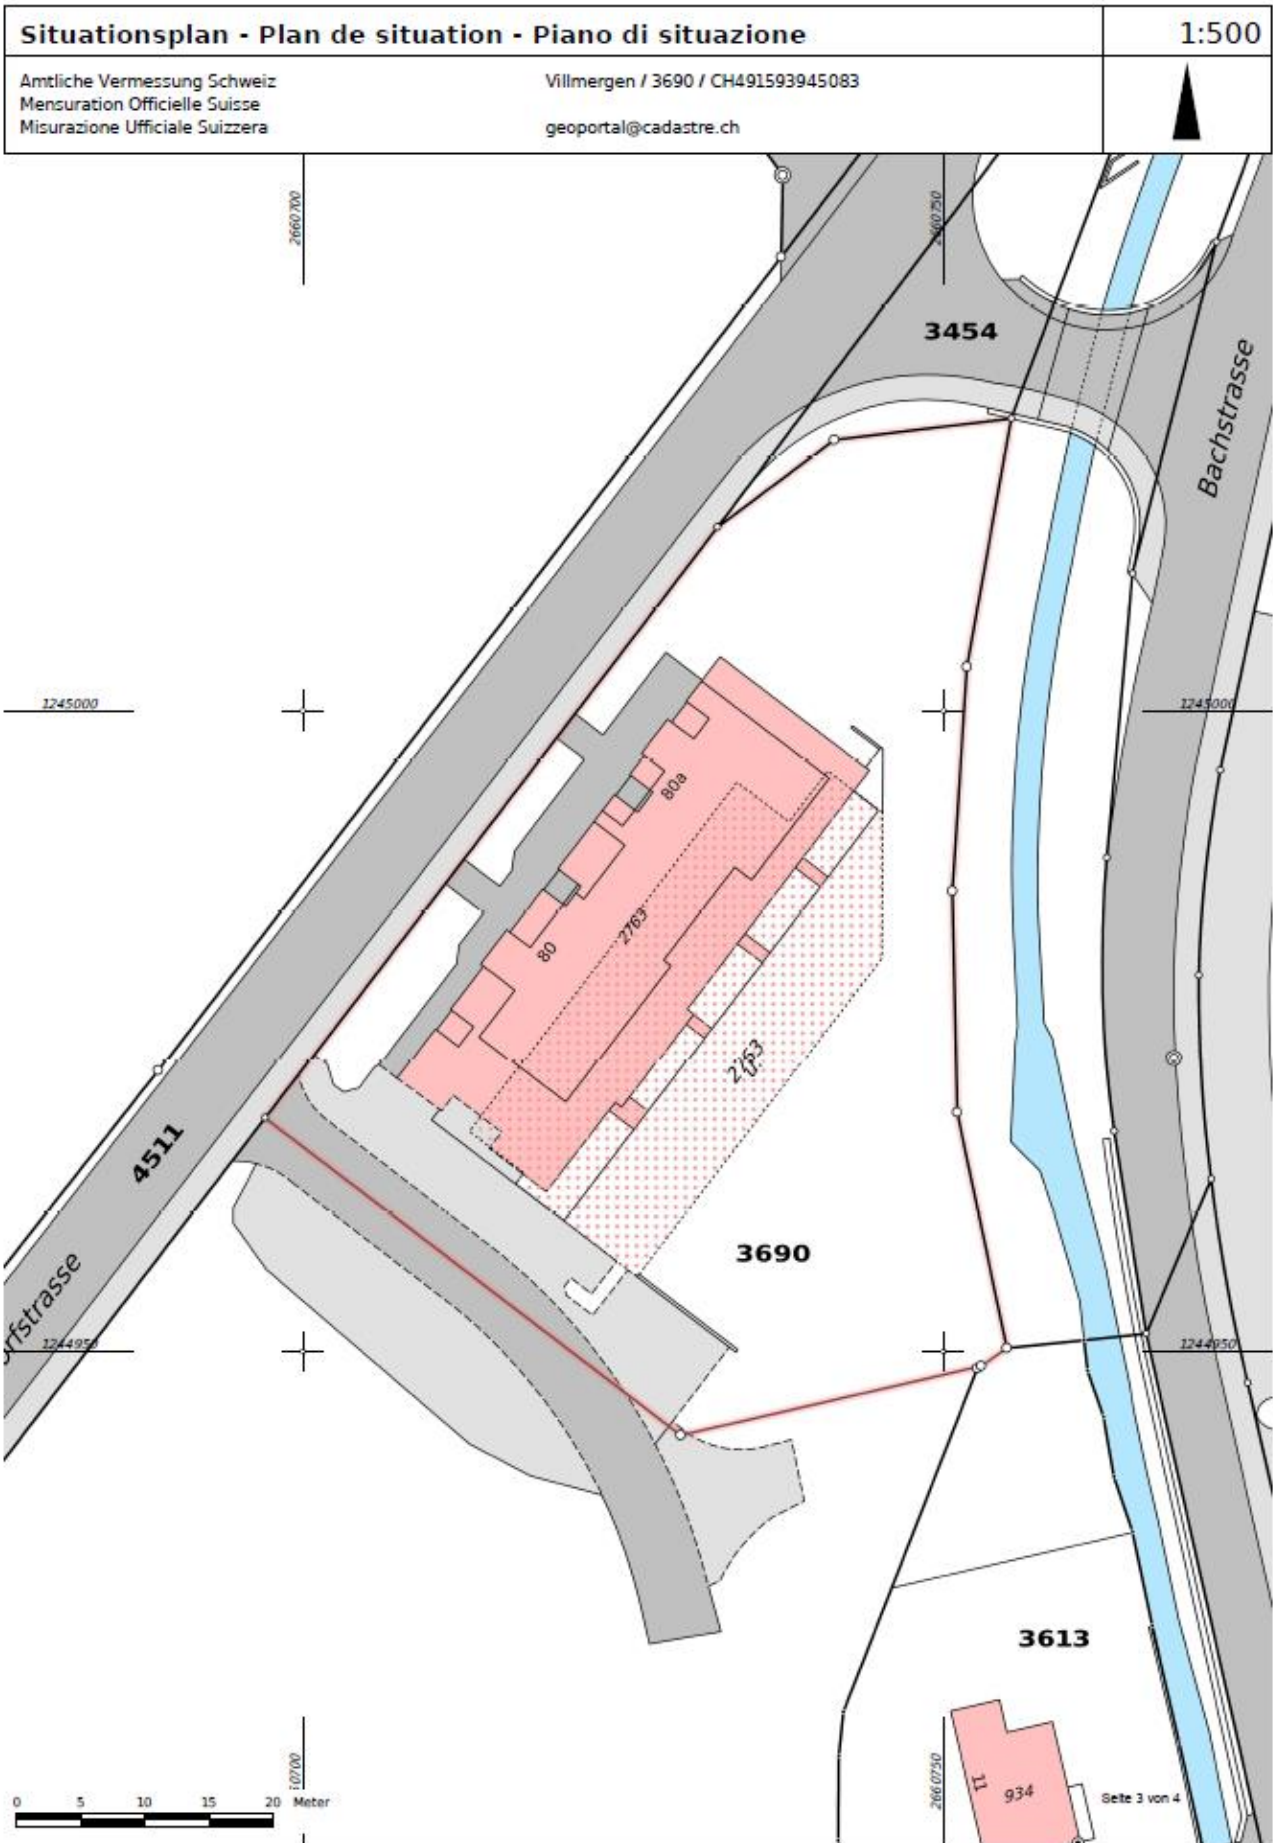 Situationsplan - Plan de situation - Piano di situazione
1:500
Amtliche Vermessung Schweiz
Mensuration Officielle Suisse
Misurazione Ufficiale Suizzera
Villmergen / 3690 / CH491593945083
geoportal@cadastre.ch
2660700
2660750
3454
Bachstrasse
1245000
1245000
80a
2763
80
2763
4511
3690
orfstrasse
1244950
1244950
3613
2660750
11
934
0 5 10 15 20 Meter
Seite 3 von 4